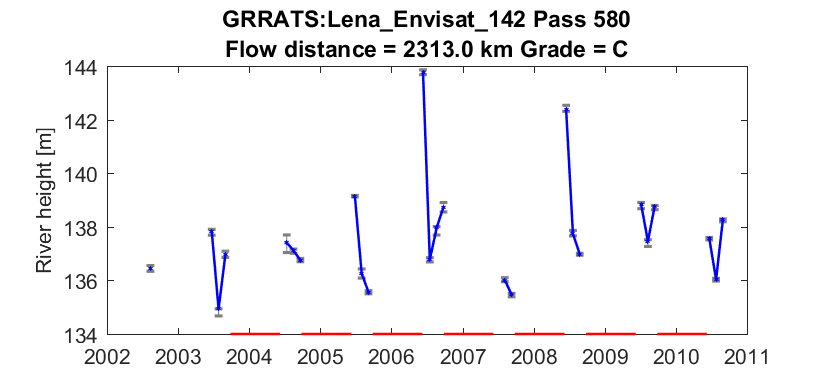 GRRATS:Lena_Envisat_142 Pass 580
Flow distance = 2313.0 km Grade = C
River height [m]
144
142
140
138
136
134
2002 2003 2004 2005 2006 2007 2008 2009 2010 2011